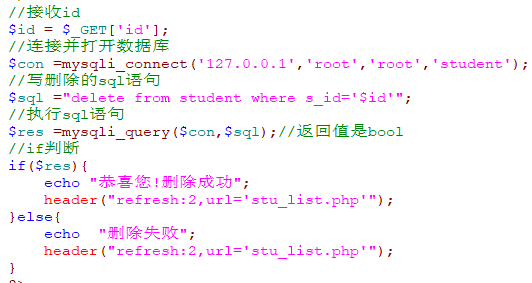 //接收id
$id = $_GET['id'];
//连接并打开数据库
$con =mysqli_connect('127.0.0.1','root','root','student');
//写删除的sql语句
$sql ="delete from student where s_id='$id'";
//执行sql语句
$res =mysqli_query($con,$sql);//返回值是bool
//if判断
if($res){
    echo "恭喜您!删除成功";
    header("refresh:2,url='stu_list.php'");
}else{
    echo  "删除失败";
    header("refresh:2,url='stu_list.php'");
}